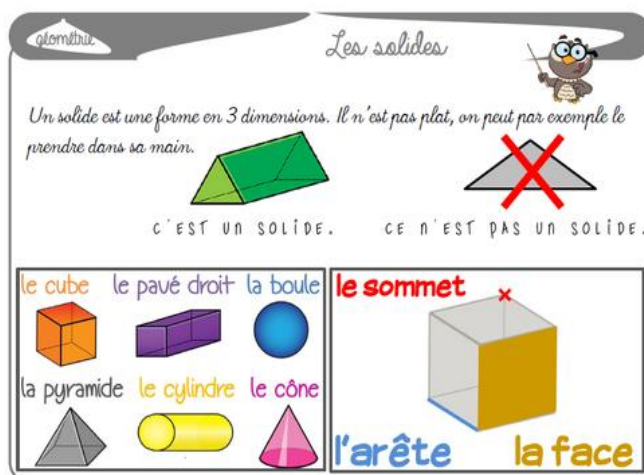 géométrie
Les solides
Un solide est une forme en 3 dimensions. Il n'est pas plat, on peut par exemple le
prendre dans sa main.
C'EST UN SOLIDE.
CE N'EST PAS UN SOLIDE.
le cube le pavé droit la boule
la pyramide le cylindre le cône
le sommet
l'arête la face